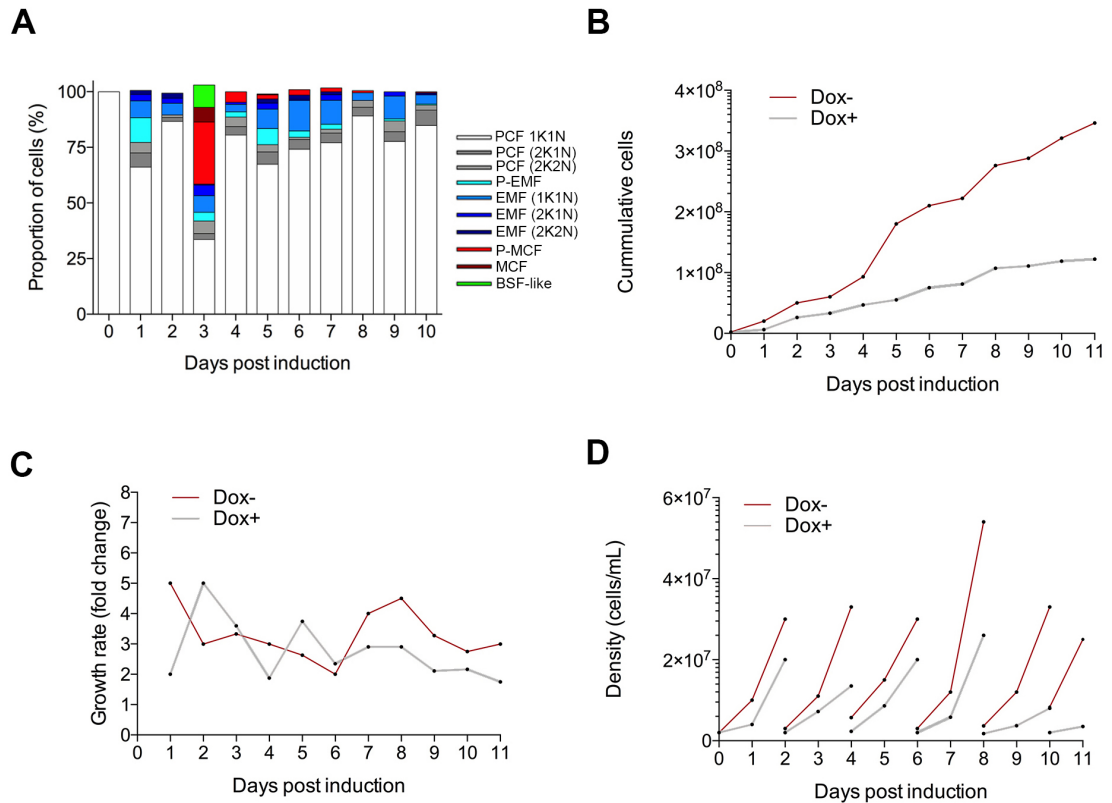 A
Proportion of cells (%)
100
75
50
25
0
0 1 2 3 4 5 6 7 8 9 10
Days post induction
PCF 1K1N
PCF (2K1N)
PCF (2K2N)
P-EMF
EMF (1K1N)
EMF (2K1N)
EMF (2K2N)
P-MCF
MCF
BSF-like
B
Cummulative cells
4×10⁸
3×10⁸
2×10⁸
1×10⁸
0
0 1 2 3 4 5 6 7 8 9 10 11
Days post induction
Dox-
Dox+
C
Growth rate (fold change)
8
7
6
5
4
3
2
1
0
0 1 2 3 4 5 6 7 8 9 10 11
Days post induction
Dox-
Dox+
D
Density (cells/mL)
6×10⁷
4×10⁷
2×10⁷
0
0 1 2 3 4 5 6 7 8 9 10 11
Days post induction
Dox-
Dox+